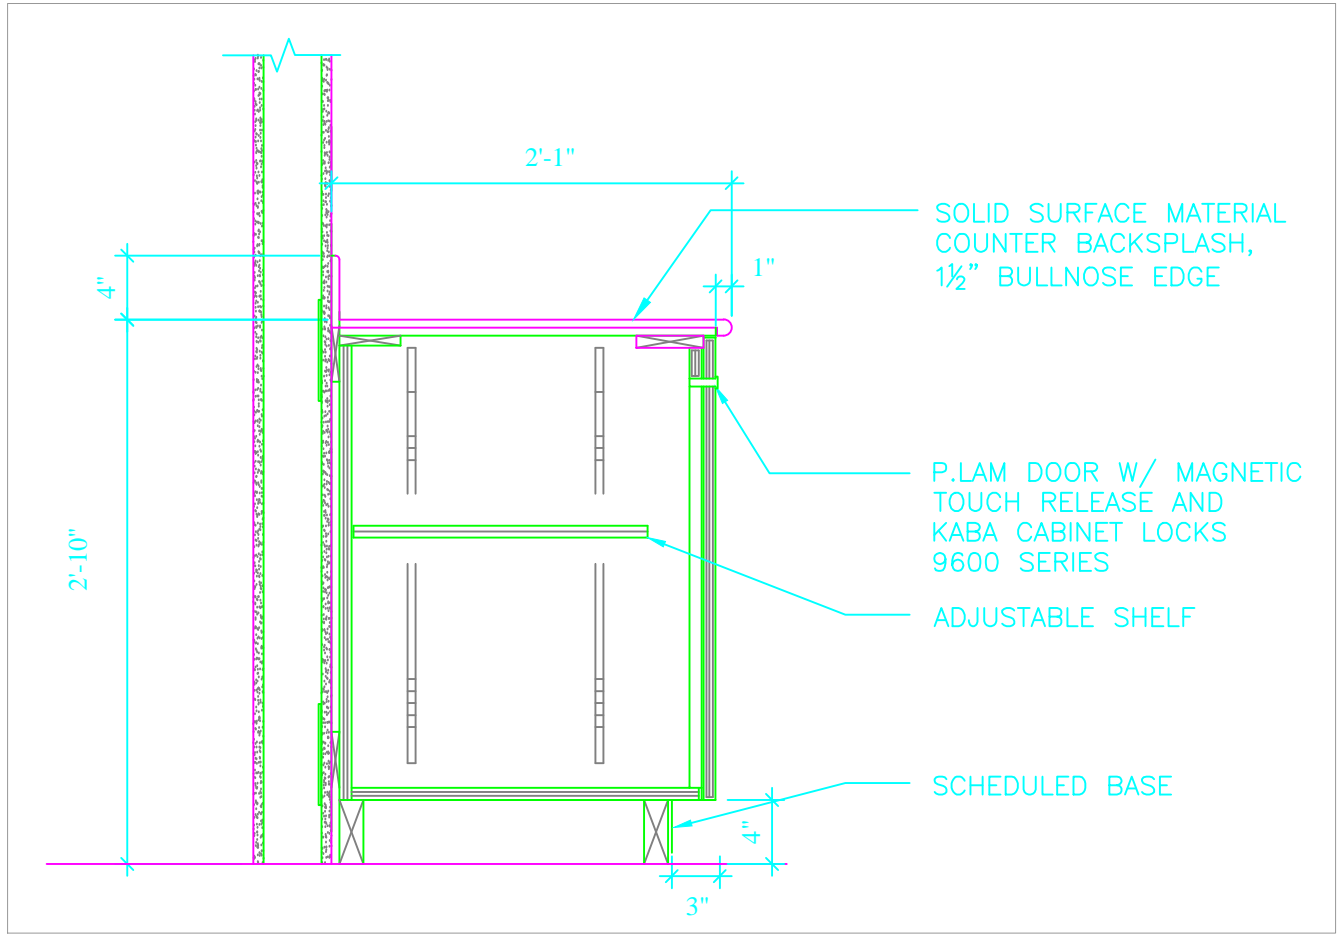 2'-1"
SOLID SURFACE MATERIAL
COUNTER BACKSPLASH,
1½” BULLNOSE EDGE
1"
4"
P.LAM DOOR W/ MAGNETIC
TOUCH RELEASE AND
KABA CABINET LOCKS
9600 SERIES
2'-10"
ADJUSTABLE SHELF
SCHEDULED BASE
4"
3"